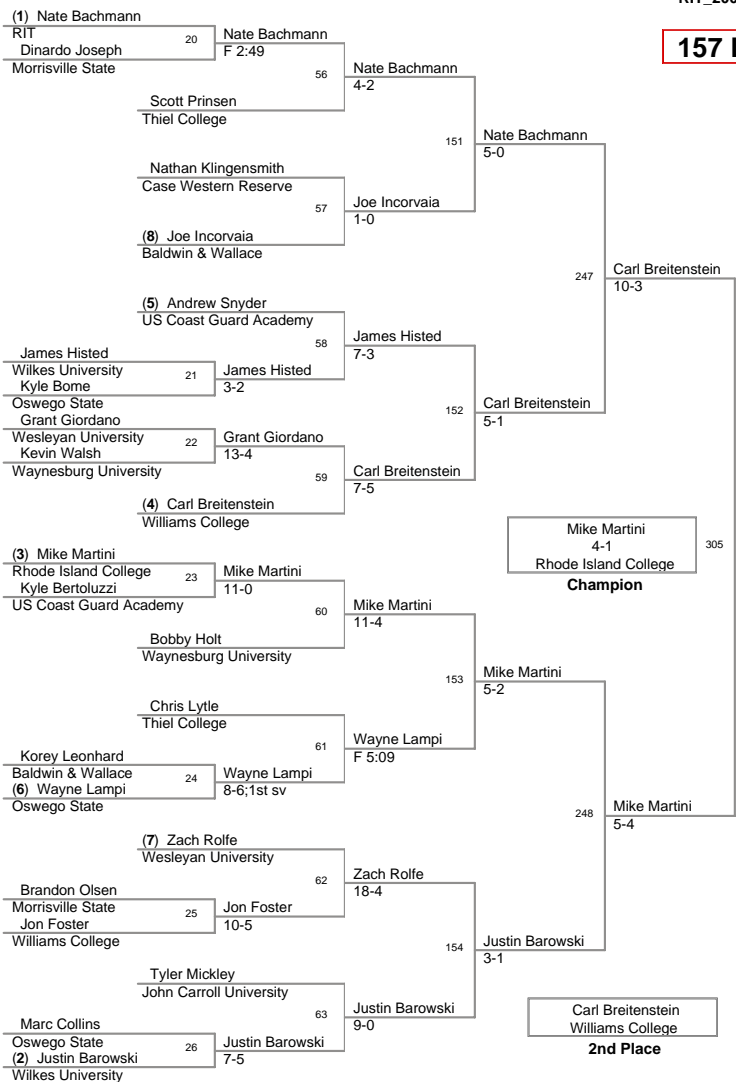 (1) Nate Bachmann
RIT
20
Dinardo Joseph
Morrisville State
Nate Bachmann
F 2:49
56
Scott Prinsen
Thiel College
Nate Bachmann
4-2
151
Nathan Klingensmith
Case Western Reserve
57
(8) Joe Incorvaia
Baldwin & Wallace
Joe Incorvaia
1-0
Nate Bachmann
5-0
247
(5) Andrew Snyder
US Coast Guard Academy
58
James Histed
Wilkes University
21
Kyle Bome
Oswego State
James Histed
3-2
James Histed
7-3
152
Grant Giordano
Wesleyan University
22
Kevin Walsh
Waynesburg University
Grant Giordano
13-4
59
(4) Carl Breitenstein
Williams College
Carl Breitenstein
7-5
Carl Breitenstein
5-1
Carl Breitenstein
10-3
157
Mike Martini
4-1
Rhode Island College
305
Champion
(3) Mike Martini
Rhode Island College
23
Kyle Bertoluzzi
US Coast Guard Academy
Mike Martini
11-0
60
Bobby Holt
Waynesburg University
Mike Martini
11-4
153
Chris Lytle
Thiel College
61
Korey Leonhard
Baldwin & Wallace
24
(6) Wayne Lampi
Oswego State
Wayne Lampi
8-6;1st sv
Wayne Lampi
F 5:09
Mike Martini
5-2
248
(7) Zach Rolfe
Wesleyan University
62
Brandon Olsen
Morrisville State
25
Jon Foster
Williams College
Jon Foster
10-5
Zach Rolfe
18-4
154
Tyler Mickley
John Carroll University
63
Marc Collins
Oswego State
26
(2) Justin Barowski
Wilkes University
Justin Barowski
7-5
Justin Barowski
9-0
Justin Barowski
3-1
Mike Martini
5-4
Carl Breitenstein
Williams College
2nd Place